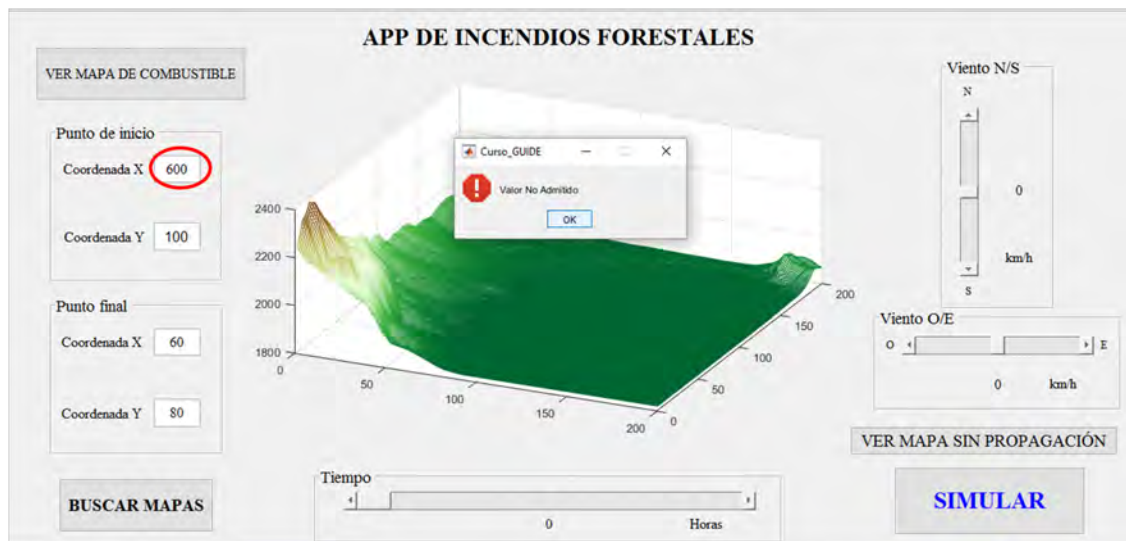 APP DE INCENDIOS FORESTALES
VER MAPA DE COMBUSTIBLE
Punto de inicio
Coordenada X 600
Coordenada Y 100
Punto final
Coordenada X 60
Coordenada Y 80
BUSCAR MAPAS
2400
2200
2000
1800
0
50
100
150
200
0
50
100
150
200
Curso_GUIDE
Valor No Admitido
OK
Tiempo
0 Horas
Viento N/S
N
0
km/h
S
Viento O/E
O E
0 km/h
VER MAPA SIN PROPAGACIÓN
SIMULAR